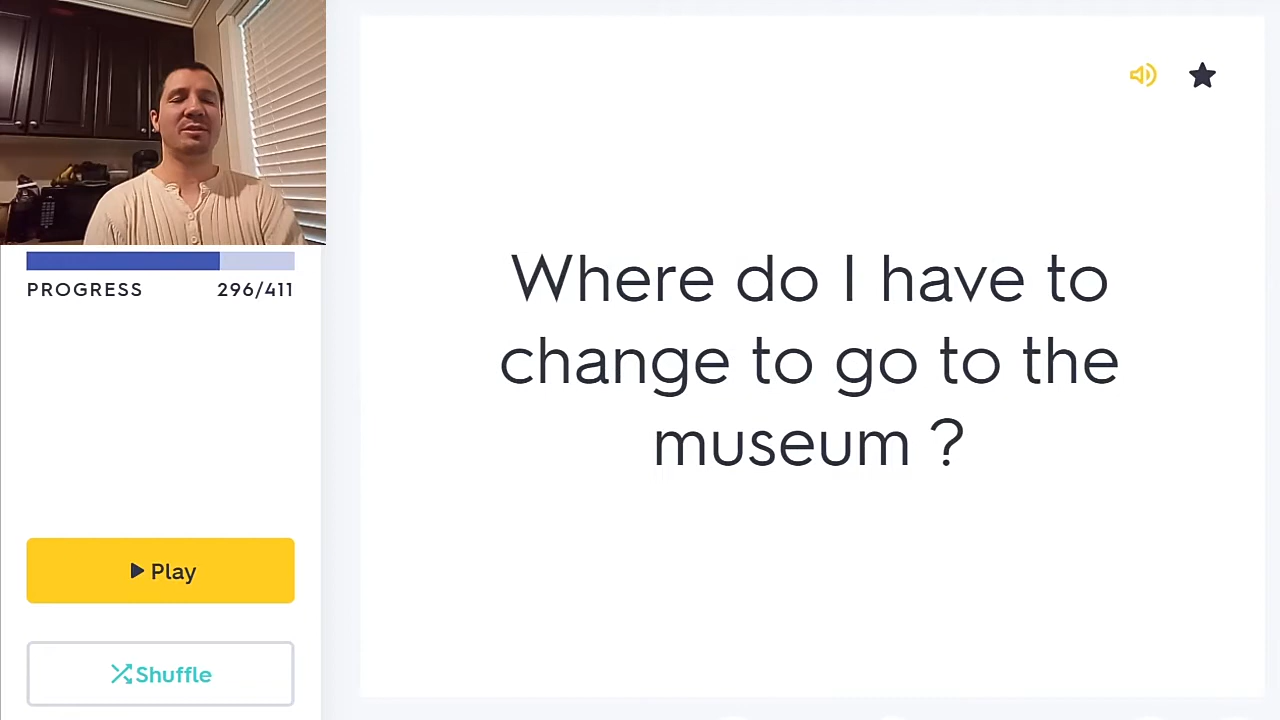 PROGRESS 296/411
Play
Shuffle
Where do I have to
change to go to the
museum ?